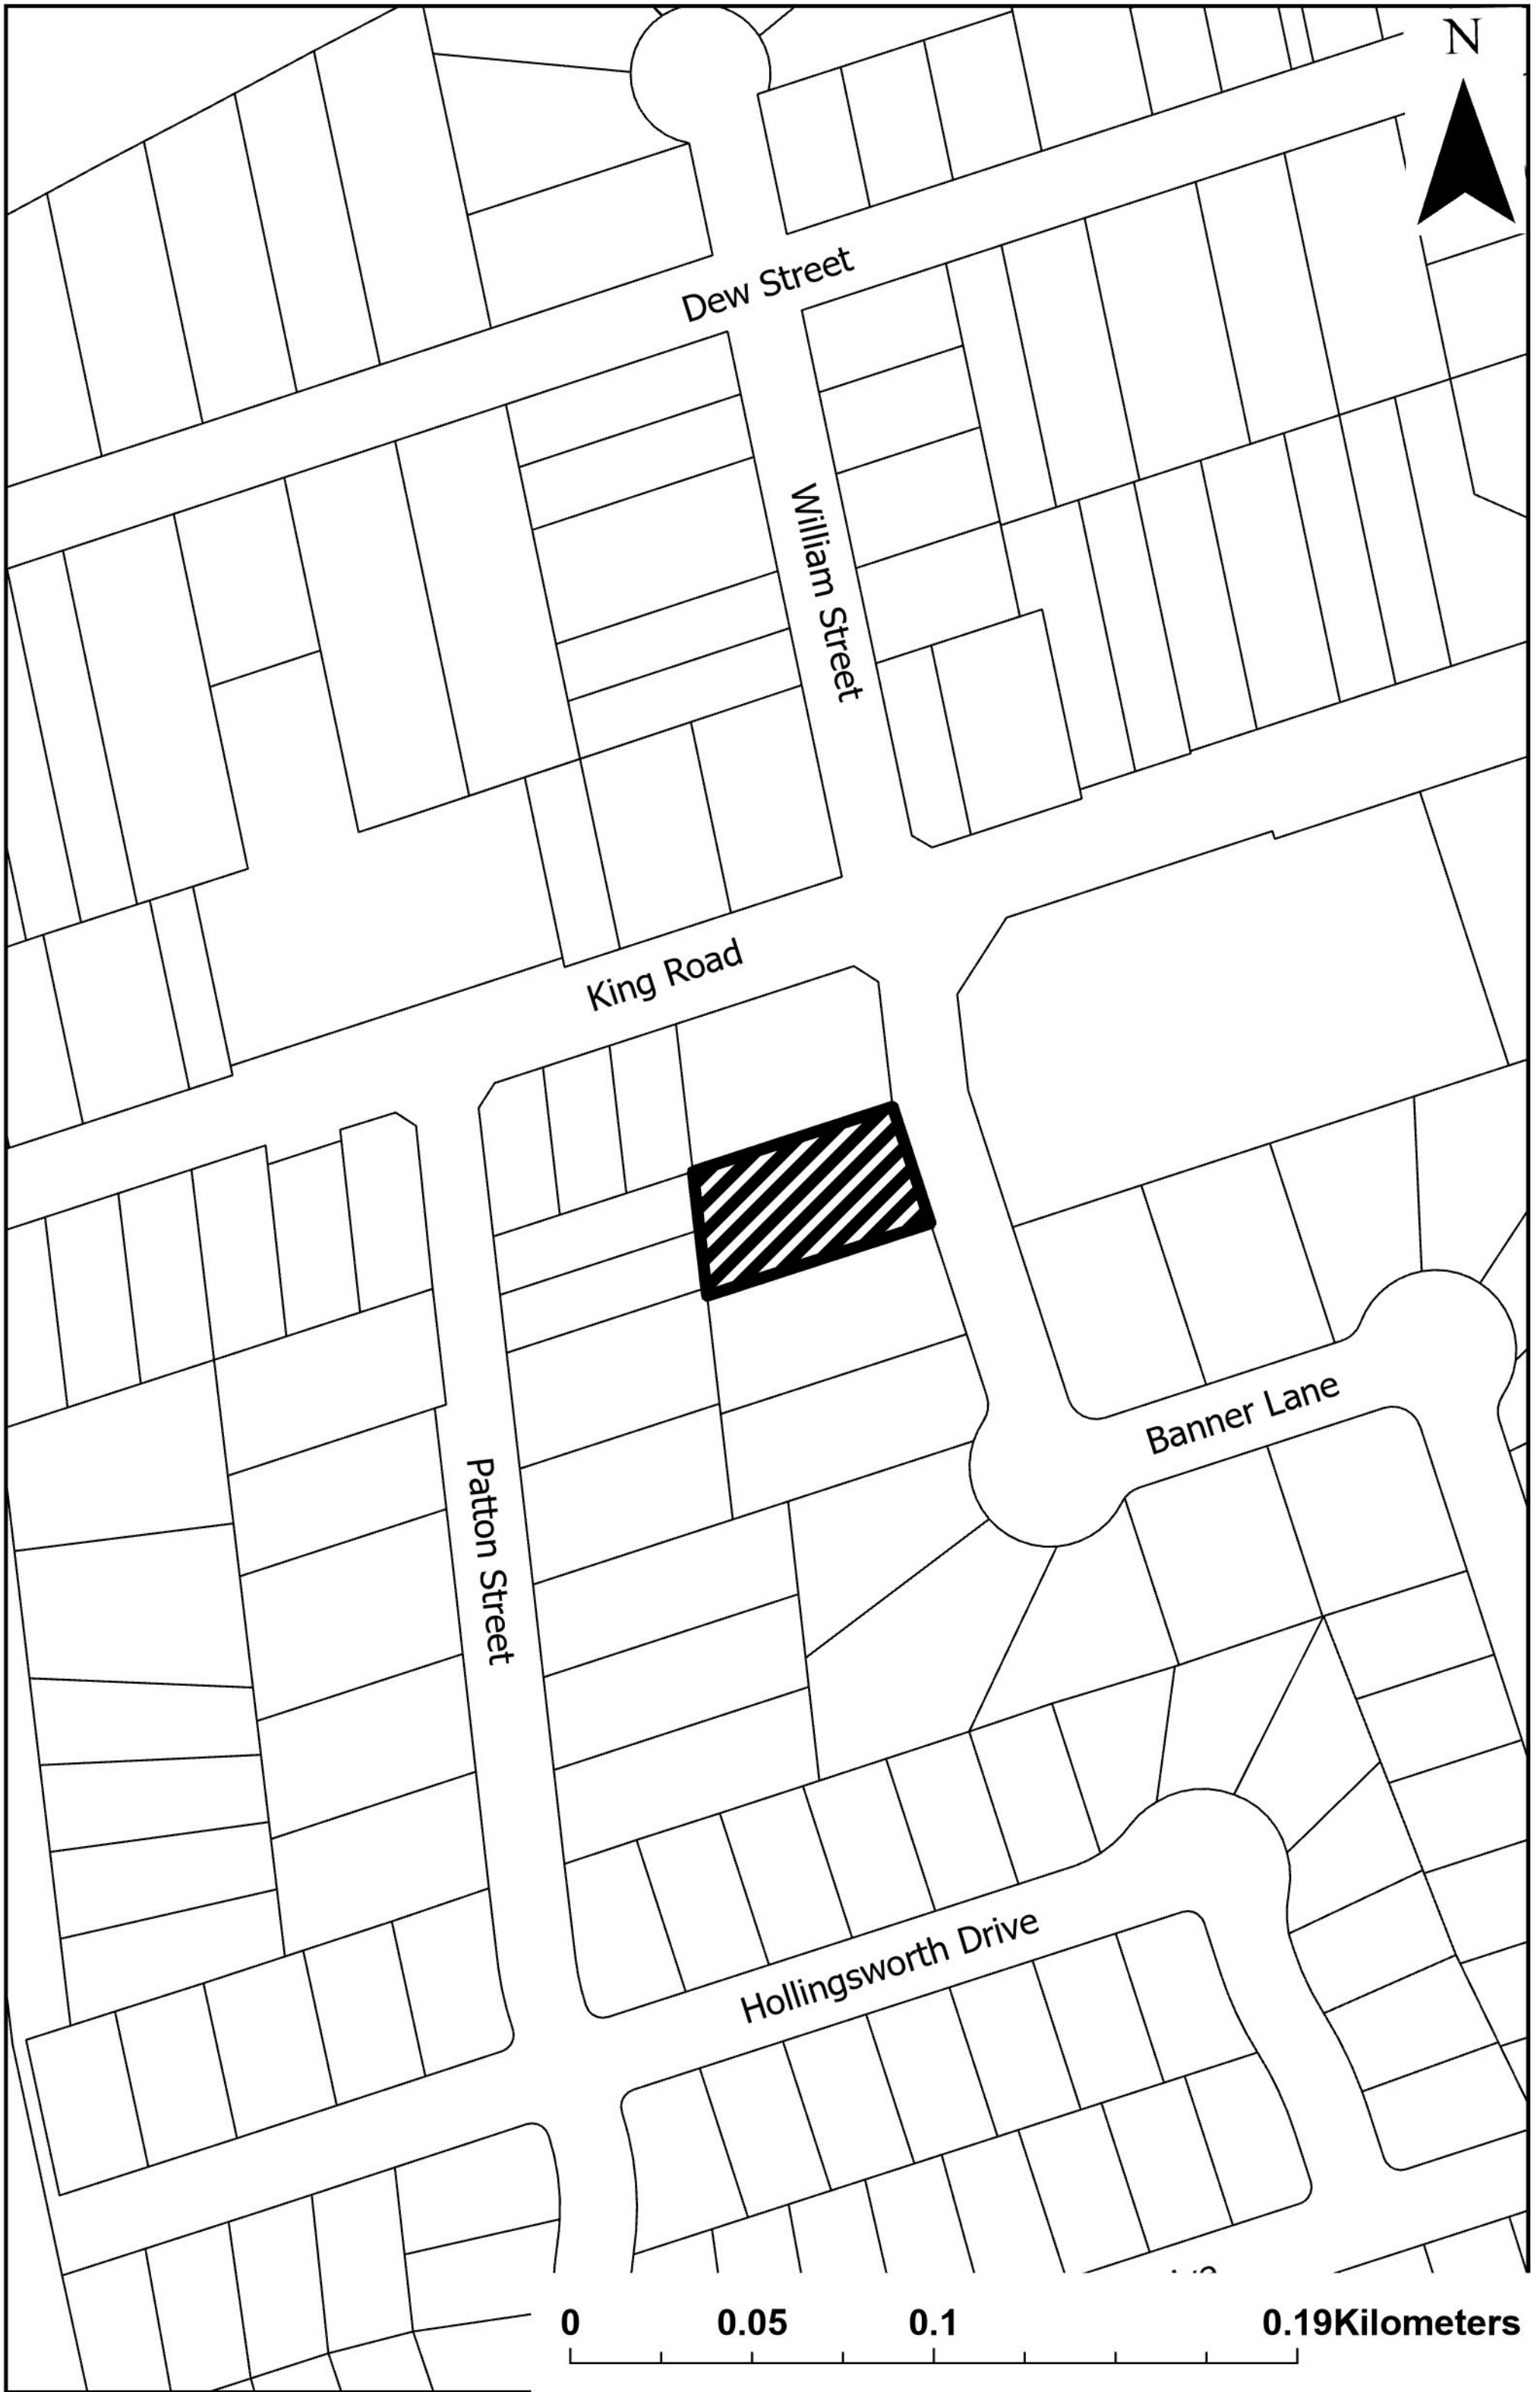 N
Dew Street
William Street
King Road
Banner Lane
Patton Street
Hollingsworth Drive
0 0.05 0.1 0.19Kilometers